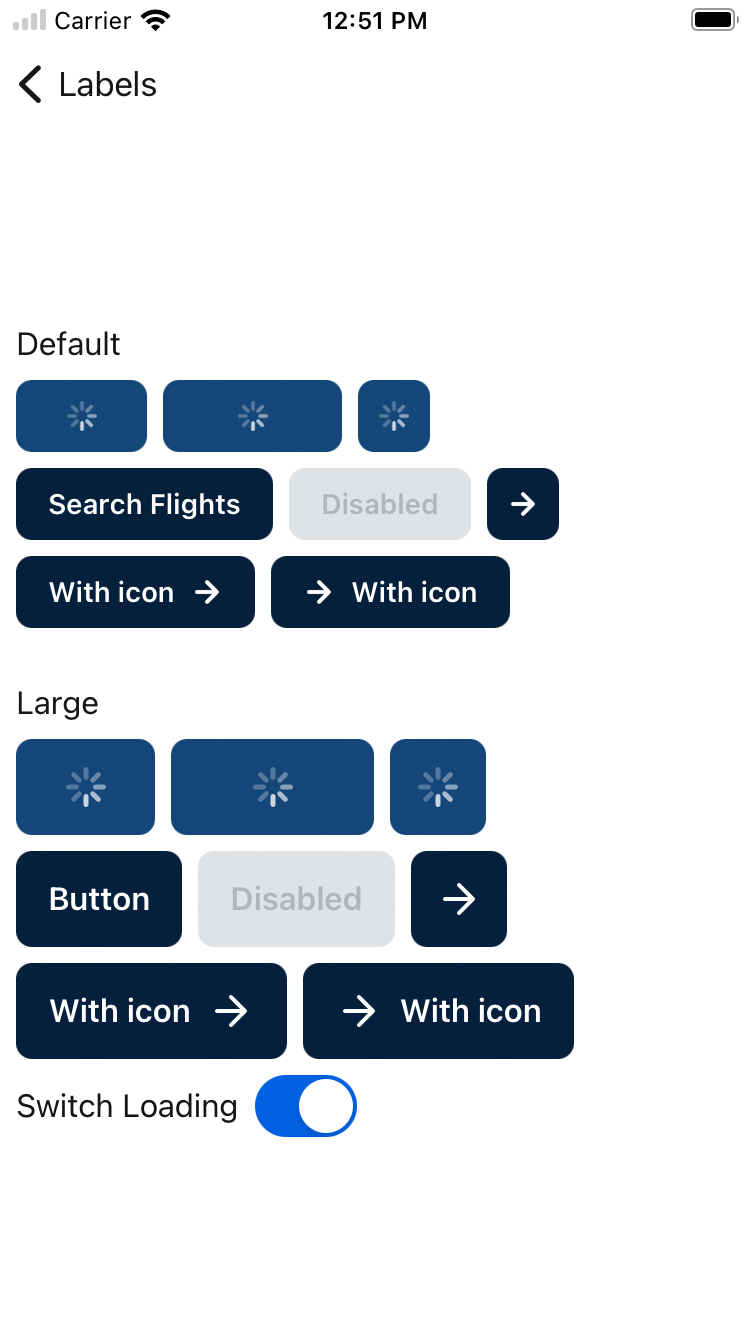 Carrier 12:51 PM
Labels
Default
Search Flights Disabled
With icon With icon
Large
Button Disabled
With icon With icon
Switch Loading